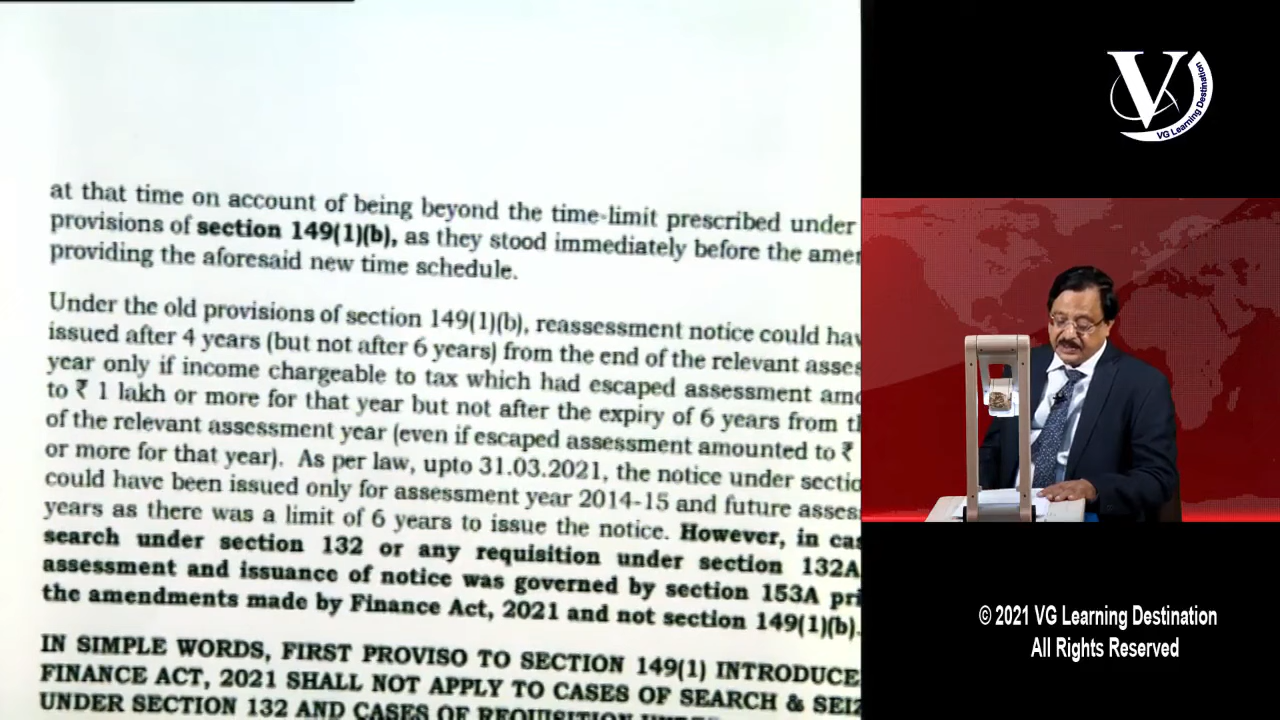 at that time on account of being beyond the time-limit prescribed under
provisions of section 149(1)(b), as they stood immediately before the
providing the aforesaid new time schedule.
Under the old provisions of section 149(1)(b), reassessment notice could
issued after 4 years (but not after 6 years) from the end of the relevant
year only if income chargeable to tax which had escaped assessment
to ₹ 1 lakh or more for that year but not after the expiry of 6 years from
of the relevant assessment year (even if escaped assessment amounted to ₹
or more for that year). As per law, upto 31.03.2021, the notice under
could have been issued only for assessment year 2014-15 and future
years as there was a limit of 6 years to issue the notice. However, in
search under section 132 or any requisition under section 132A
assessment and issuance of notice was governed by section 153A
the amendments made by Finance Act, 2021 and not section 149(1)(b).
IN SIMPLE WORDS, FIRST PROVISO TO SECTION 149(1)
FINANCE ACT, 2021 SHALL NOT APPLY TO CASES OF SEARCH &
UNDER SECTION 132 AND CASES OF REQUISITION
V
VG Learning Destination
© 2021 VG Learning Destination
All Rights Reserved